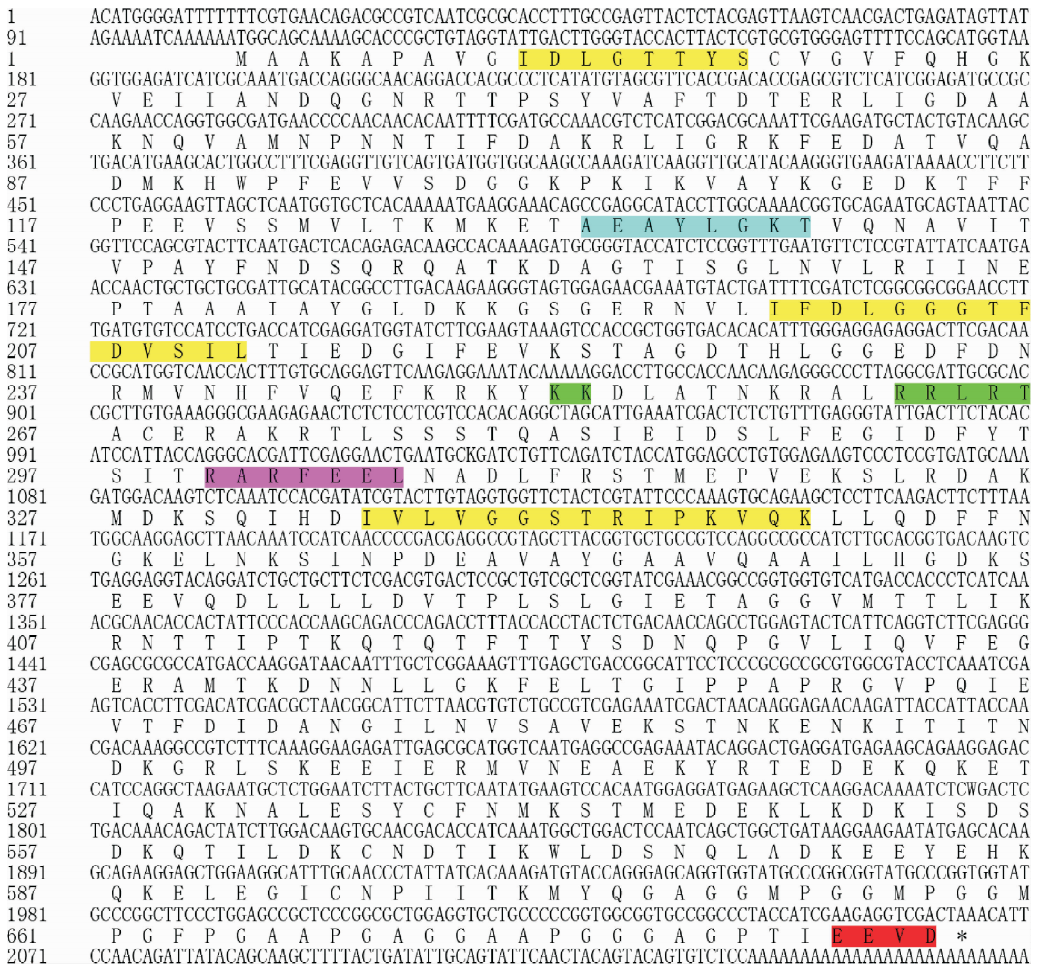 1 ACATGGGGATTTTTTTCGTGAACAGACGCCGTCAATCGCGCACCTTTGCCGAGTTACTCTACGAGTTAAGTCAACGACTGAGATAGTTAT
91 AGAAAATCAAAAAAATGGCAGCAAAAGCACCCGCTGTAGGTATTGACTTGGGTACCACTTACTCGTGCGTGGGAGTTTTCCAGCATGGTAA
1 M A A K A P A V G I D L G T T Y S C V G V F Q H G K
181 GGTGGAGATCATCGCAAATGACCAGGGCAACAGGACCACGCCCTCATATGTAGCGTTCACCGACACCGAGCGTCTCATCGGAGATGCCGC
27 V E I I A N D Q G N R T T P S Y V A F T D T E R L I G D A A
271 CAAGAACCAGGTGGCGATGAACCCCAACAACACAATTTTCGATGCCAAACGTCTCATCGGACGCAAATTCGAAGATGCTACTGTACAAGC
57 K N Q V A M N P N N T I F D A K R L I G R K F E D A T V Q A
361 TGACATGAAGCACTGGCCTTTCGAGGTTGTCAGTGATGGTGGCAAGCCAAAGATCAAGGTTGCATACAAGGGTGAAGATAAAACCTTCTT
87 D M K H W P F E V V S D G G K P K I K V A Y K G E D K T F F
451 CCCTGAGGAAGTTAGCTCAATGGTGCTCACAAAAATGAAGGAAACAGCCGAGGCATACCTTGGCAAAACGGTGCAGAATGCAGTAATTAC
117 P E E V S S M V L T K M K E T A E A Y L G K T V Q N A V I T
541 GGTTCCAGCGTACTTCAATGACTCACAGAGACAAGCCACAAAAGATGCGGGTACCATCTCCGGTTTGAATGTTCTCCGTATTATCAATGA
147 V P A Y F N D S Q R Q A T K D A G T I S G L N V L R I I N E
631 ACCAACTGCTGCTGCGATTGCATACGGCCTTGACAAGAAGGGTAGTGGAGAACGAAATGTACTGATTTTCGATCTCGGCGGCGGAACCTT
177 P T A A A I A Y G L D K K G S G E R N V L I F D L G G G T F
721 TGATGTGTCCATCCTGACCATCGAGGATGGTATCTTCGAAGTAAAGTCCACCGCTGGTGACACACATTTGGGAGGAGAGGACTTCGACAA
207 D V S I L T I E D G I F E V K S T A G D T H L G G E D F D N
811 CCGCATGGTCAACCACTTTGTGCAGGAGTTCAAGAGGAAATACAAAAAGGACCTTGCCACCAACAAGAGGGCCCTTAGGCGATTGCGCAC
237 R M V N H F V Q E F K R K Y K K D L A T N K R A L R R L R T
901 CGCTTGTGAAAGGGCGAAGAGAACTCTCTCCTCGTCCACACAGGCTAGCATTGAAATCGACTCTCTGTTTGAGGGTATTGACTTCTACAC
267 A C E R A K R T L S S S T Q A S I E I D S L F E G I D F Y T
991 ATCCATTACCAGGGCACGATTCGAGGAACTGAATGCKGATCTGTTCAGATCTACCATGGAGCCTGTGGAGAAGTCCCTCCGTGATGCAAA
297 S I T R A R F E E L N A D L F R S T M E P V E K S L R D A K
1081 GATGGACAAGTCTCAAATCCACGATATCGTACTTGTAGGTGGTTCTACTCGTATTCCCAAAGTGCAGAAGCTCCTTCAAGACTTCTTTAA
327 M D K S Q I H D I V L V G G S T R I P K V Q K L L Q D F F N
1171 TGGCAAGGAGCTTAACAAATCCATCAACCCCGACGAGGCCGTAGCTTACGGTGCTGCCGTCCAGGCCGCCATCTTGCACGGTGACAAGTC
357 G K E L N K S I N P D E A V A Y G A A V Q A A I L H G D K S
1261 TGAGGAGGTACAGGATCTGCTGCTTCTCGACGTGACTCCGCTGTCGCTCGGTATCGAAACGGCCGGTGGTGTCATGACCACCCTCATCAA
377 E E V Q D L L L L D V T P L S L G I E T A G G V M T T L I K
1351 ACGCAACACCACTATTCCCACCAAGCAGACCCAGACCTTTACCACCTACTCTGACAACCAGCCTGGAGTACTCATTCAGGTCTTCGAGGG
407 R N T T I P T K Q T Q T F T T Y S D N Q P G V L I Q V F E G
1441 CGAGCGCGCCATGACCAAGGATAACAATTTGCTCGGAAAGTTTGAGCTGACCGGCATTCCTCCCGCGCCGCGTGGCGTACCTCAAATCGA
437 E R A M T K D N N L L G K F E L T G I P P A P R G V P Q I E
1531 AGTCACCTTCGACATCGACGCTAACGGCATTCTTAACGTGTCTGCCGTCGAGAAATCGACTAACAAGGAGAACAAGATTACCATTACCAA
467 V T F D I D A N G I L N V S A V E K S T N K E N K I T I T N
1621 CGACAAAGGCCGTCTTTCAAAGGAAGAGATTGAGCGCATGGTCAATGAGGCCGAGAAATACAGGACTGAGGATGAGAAGCAGAAGGAGAC
497 D K G R L S K E E I E R M V N E A E K Y R T E D E K Q K E T
1711 CATCCAGGCTAAGAATGCTCTGGAATCTTACTGCTTCAATATGAAGTCCACAATGGAGGATGAGAAGCTCAAGGACAAAATCTCWGACTC
527 I Q A K N A L E S Y C F N M K S T M E D E K L K D K I S D S
1801 TGACAAACAGACTATCTTGGACAAGTGCAACGACACCATCAAATGGCTGGACTCCAATCAGCTGGCTGATAAGGAAGAATATGAGCACAA
557 D K Q T I L D K C N D T I K W L D S N Q L A D K E E Y E H K
1891 GCAGAAGGAGCTGGAAGGCATTTGCAACCCTATTATCACAAAGATGTACCAGGGAGCAGGTGGTATGCCCGGCGGTATGCCCGGTGGTAT
587 Q K E L E G I C N P I I T K M Y Q G A G G M P G G M P G G M
1981 GCCCGGCTTCCCTGGAGCCGCTCCCGGCGCTGGAGGTGCTGCCCCCGGTGGCGGTGCCGGCCCTACCATCGAAGAGGTCGACTAAACATT
661 P G F P G A A P G A G G A A P G G G A G P T I E E V D *
2071 CCAACAGATTATACAGCAAGCTTTTACTGATATTGCAGTATTCAACTACAGTACAGTGTCTCCAAAAAAAAAAAAAAAAAAAAAAAAAAA